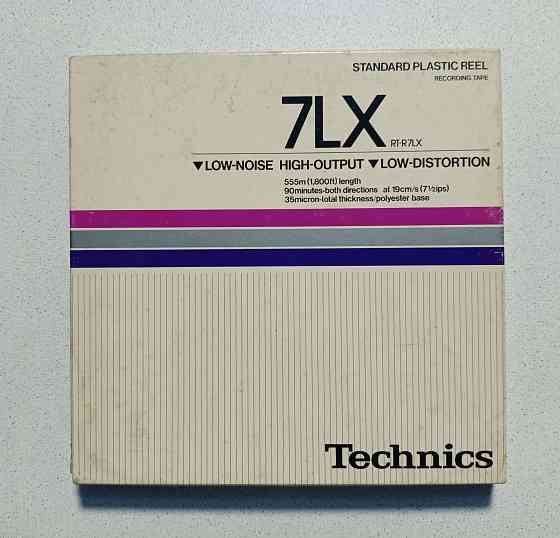 STANDARD PLASTIC REEL
RECORDING TAPE
7LX RT-R7LX
▼LOW-NOISE HIGH-OUTPUT ▼LOW-DISTORTION
555m (1,800ft) length
90minutes-both directions at 19cm/s (7½ips)
35micron-total thickness/polyester base
Technics